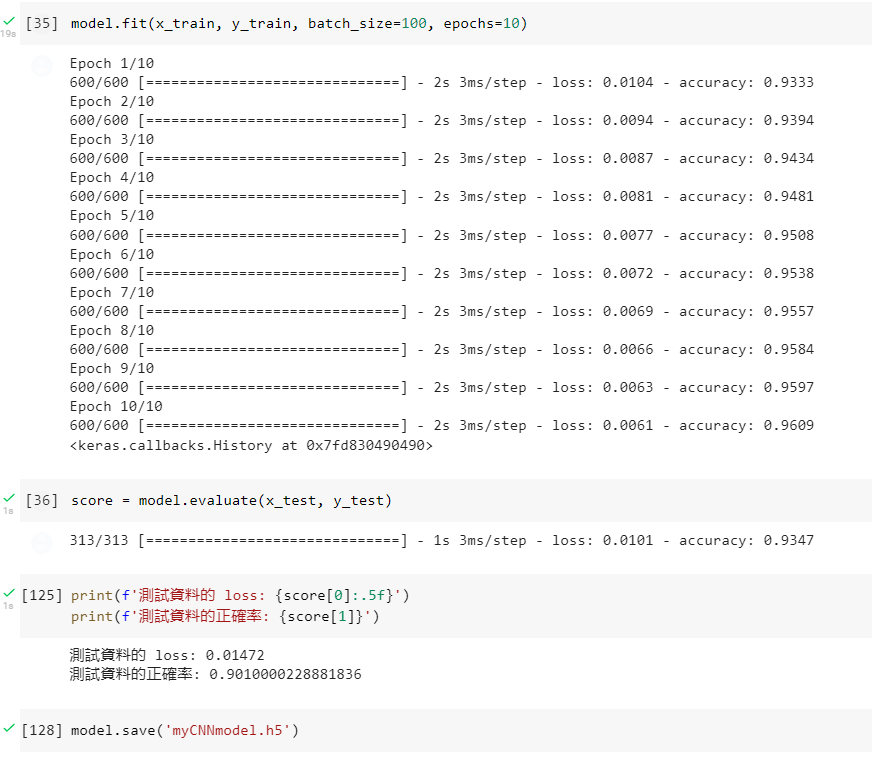 [35] model.fit(x_train, y_train, batch_size=100, epochs=10)
19s
Epoch 1/10
600/600 [==============================] - 2s 3ms/step - loss: 0.0104 - accuracy: 0.9333
Epoch 2/10
600/600 [==============================] - 2s 3ms/step - loss: 0.0094 - accuracy: 0.9394
Epoch 3/10
600/600 [==============================] - 2s 3ms/step - loss: 0.0087 - accuracy: 0.9434
Epoch 4/10
600/600 [==============================] - 2s 3ms/step - loss: 0.0081 - accuracy: 0.9481
Epoch 5/10
600/600 [==============================] - 2s 3ms/step - loss: 0.0077 - accuracy: 0.9508
Epoch 6/10
600/600 [==============================] - 2s 3ms/step - loss: 0.0072 - accuracy: 0.9538
Epoch 7/10
600/600 [==============================] - 2s 3ms/step - loss: 0.0069 - accuracy: 0.9557
Epoch 8/10
600/600 [==============================] - 2s 3ms/step - loss: 0.0066 - accuracy: 0.9584
Epoch 9/10
600/600 [==============================] - 2s 3ms/step - loss: 0.0063 - accuracy: 0.9597
Epoch 10/10
600/600 [==============================] - 2s 3ms/step - loss: 0.0061 - accuracy: 0.9609
<keras.callbacks.History at 0x7fd830490490>
[36] score = model.evaluate(x_test, y_test)
1s
313/313 [==============================] - 1s 3ms/step - loss: 0.0101 - accuracy: 0.9347
[125] print(f'測試資料的 loss: {score[0]:.5f}')
1s
print(f'測試資料的正確率: {score[1]}')
測試資料的 loss: 0.01472
測試資料的正確率: 0.9010000228881836
[128] model.save('myCNNmodel.h5')